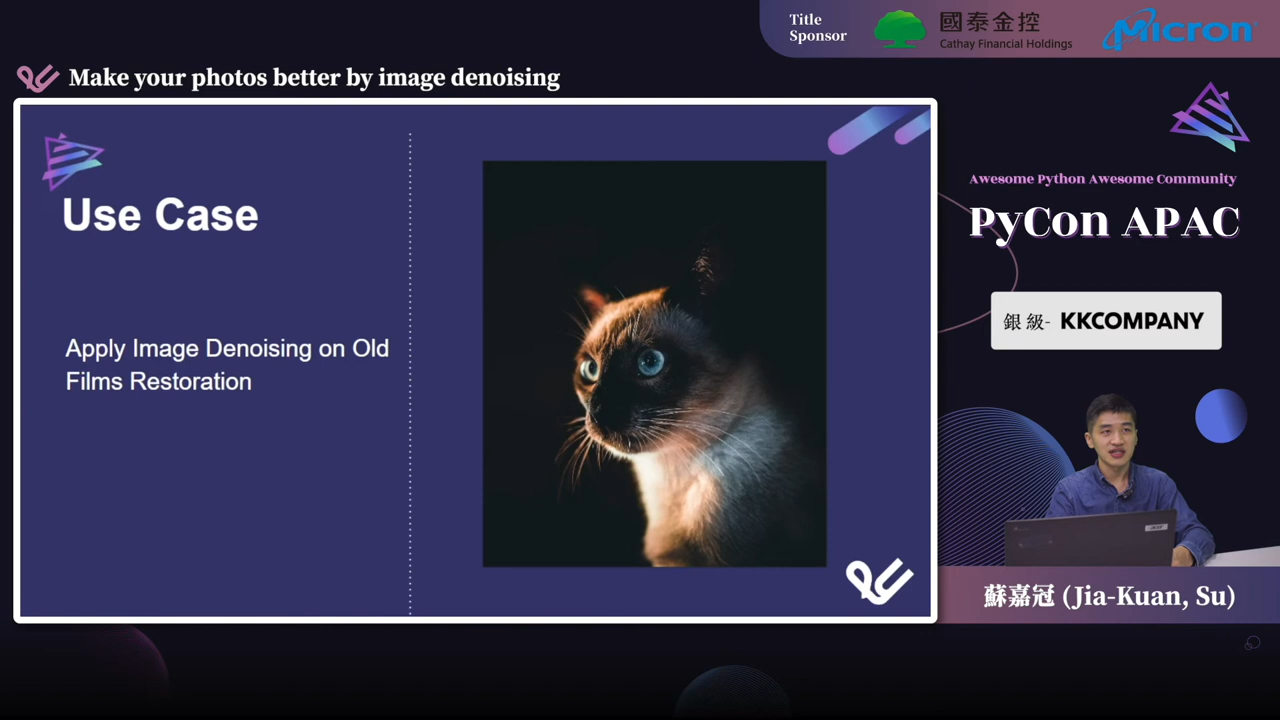 Title
Sponsor
國泰金控
Cathay Financial Holdings
Micron
Make your photos better by image denoising
Use Case
Apply Image Denoising on Old
Films Restoration
Awesome Python Awesome Community
PyCon APAC
銀級- KKCOMPANY
acer
蘇嘉冠 (Jia-Kuan, Su)